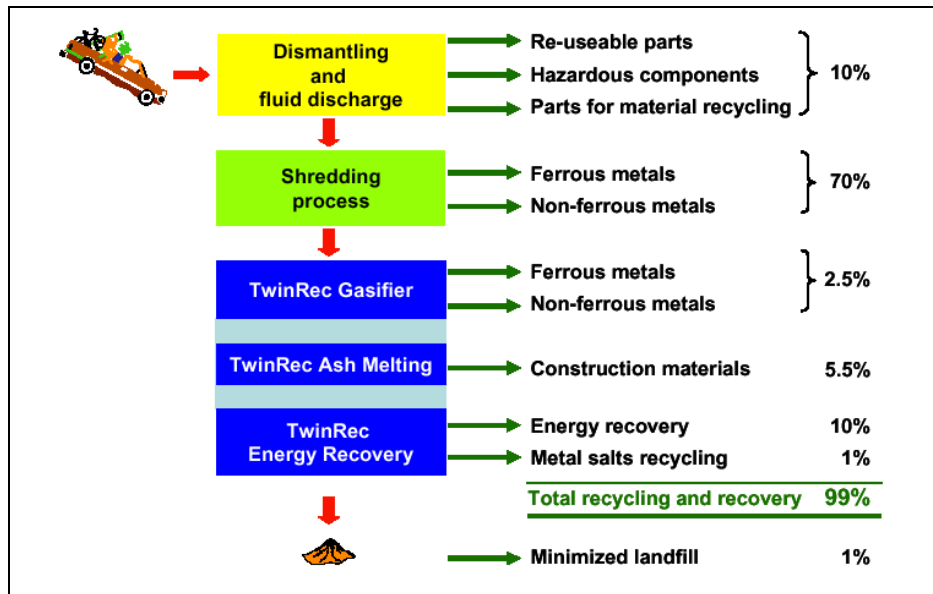 Dismantling
and
fluid discharge
Re-useable parts
Hazardous components
Parts for material recycling
10%
Shredding
process
Ferrous metals
Non-ferrous metals
70%
TwinRec Gasifier
Ferrous metals
Non-ferrous metals
2.5%
TwinRec Ash Melting
Construction materials 5.5%
TwinRec
Energy Recovery
Energy recovery 10%
Metal salts recycling 1%
Total recycling and recovery 99%
Minimized landfill 1%